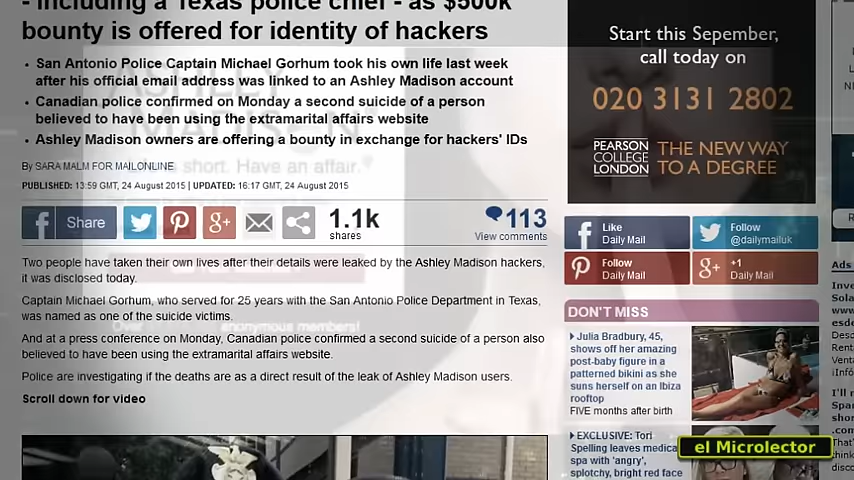 - including a Texas police chief - as $500k
bounty is offered for identity of hackers
• San Antonio Police Captain Michael Gorhum took his own life last week
after his official email address was linked to an Ashley Madison account
• Canadian police confirmed on Monday a second suicide of a person
believed to have been using the extramarital affairs website
• Ashley Madison owners are offering a bounty in exchange for hackers' IDs
By SARA MALM FOR MAILONLINE
PUBLISHED: 13:59 GMT, 24 August 2015 | UPDATED: 16:17 GMT, 24 August 2015
Share
1.1k
shares
113
View comments
Two people have taken their own lives after their details were leaked by the Ashley Madison hackers,
it was disclosed today.
Captain Michael Gorhum, who served for 25 years with the San Antonio Police Department in Texas,
was named as one of the suicide victims.
And at a press conference on Monday, Canadian police confirmed a second suicide of a person also
believed to have been using the extramarital affairs website.
Police are investigating if the deaths are as a direct result of the leak of Ashley Madison users.
Scroll down for video
MADISON
short. Have an affair.
anonymous members!
Start this Sepember,
call today on
020 3131 2802
PEARSON
COLLEGE
LONDON
THE NEW WAY
TO A DEGREE
Like
Daily Mail
Follow
@dailymailuk
Follow
Daily Mail
+1
Daily Mail
DON'T MISS
Julia Bradbury, 45,
shows off her amazing
post-baby figure in a
patterned bikini as she
suns herself on an Ibiza
rooftop
FIVE months after birth
EXCLUSIVE: Tori
Spelling leaves medica
spa with 'angry',
splotchy, bright red face
Ads
el Microlector